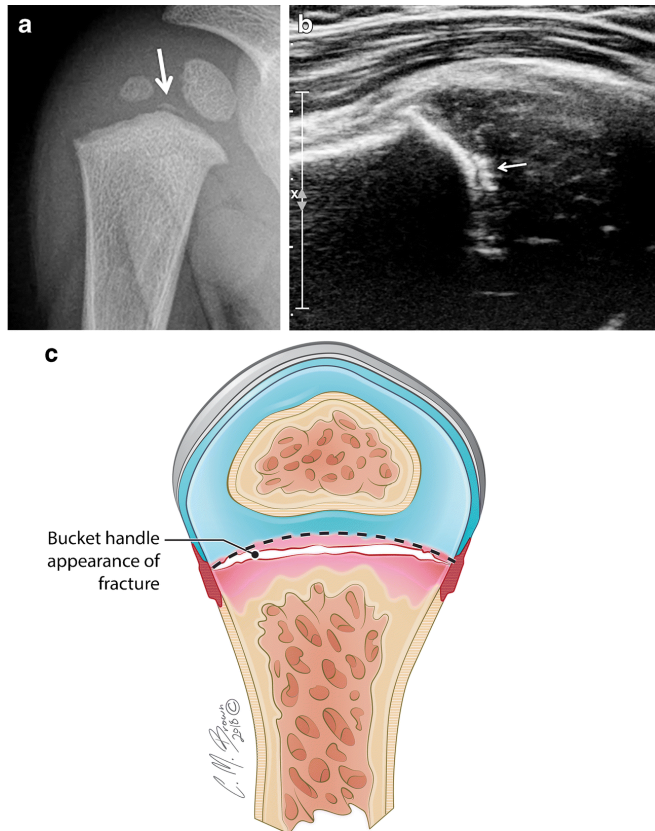 a
b
x
c
Bucket handle
appearance of
fracture
C. M. Brown
2018 ©